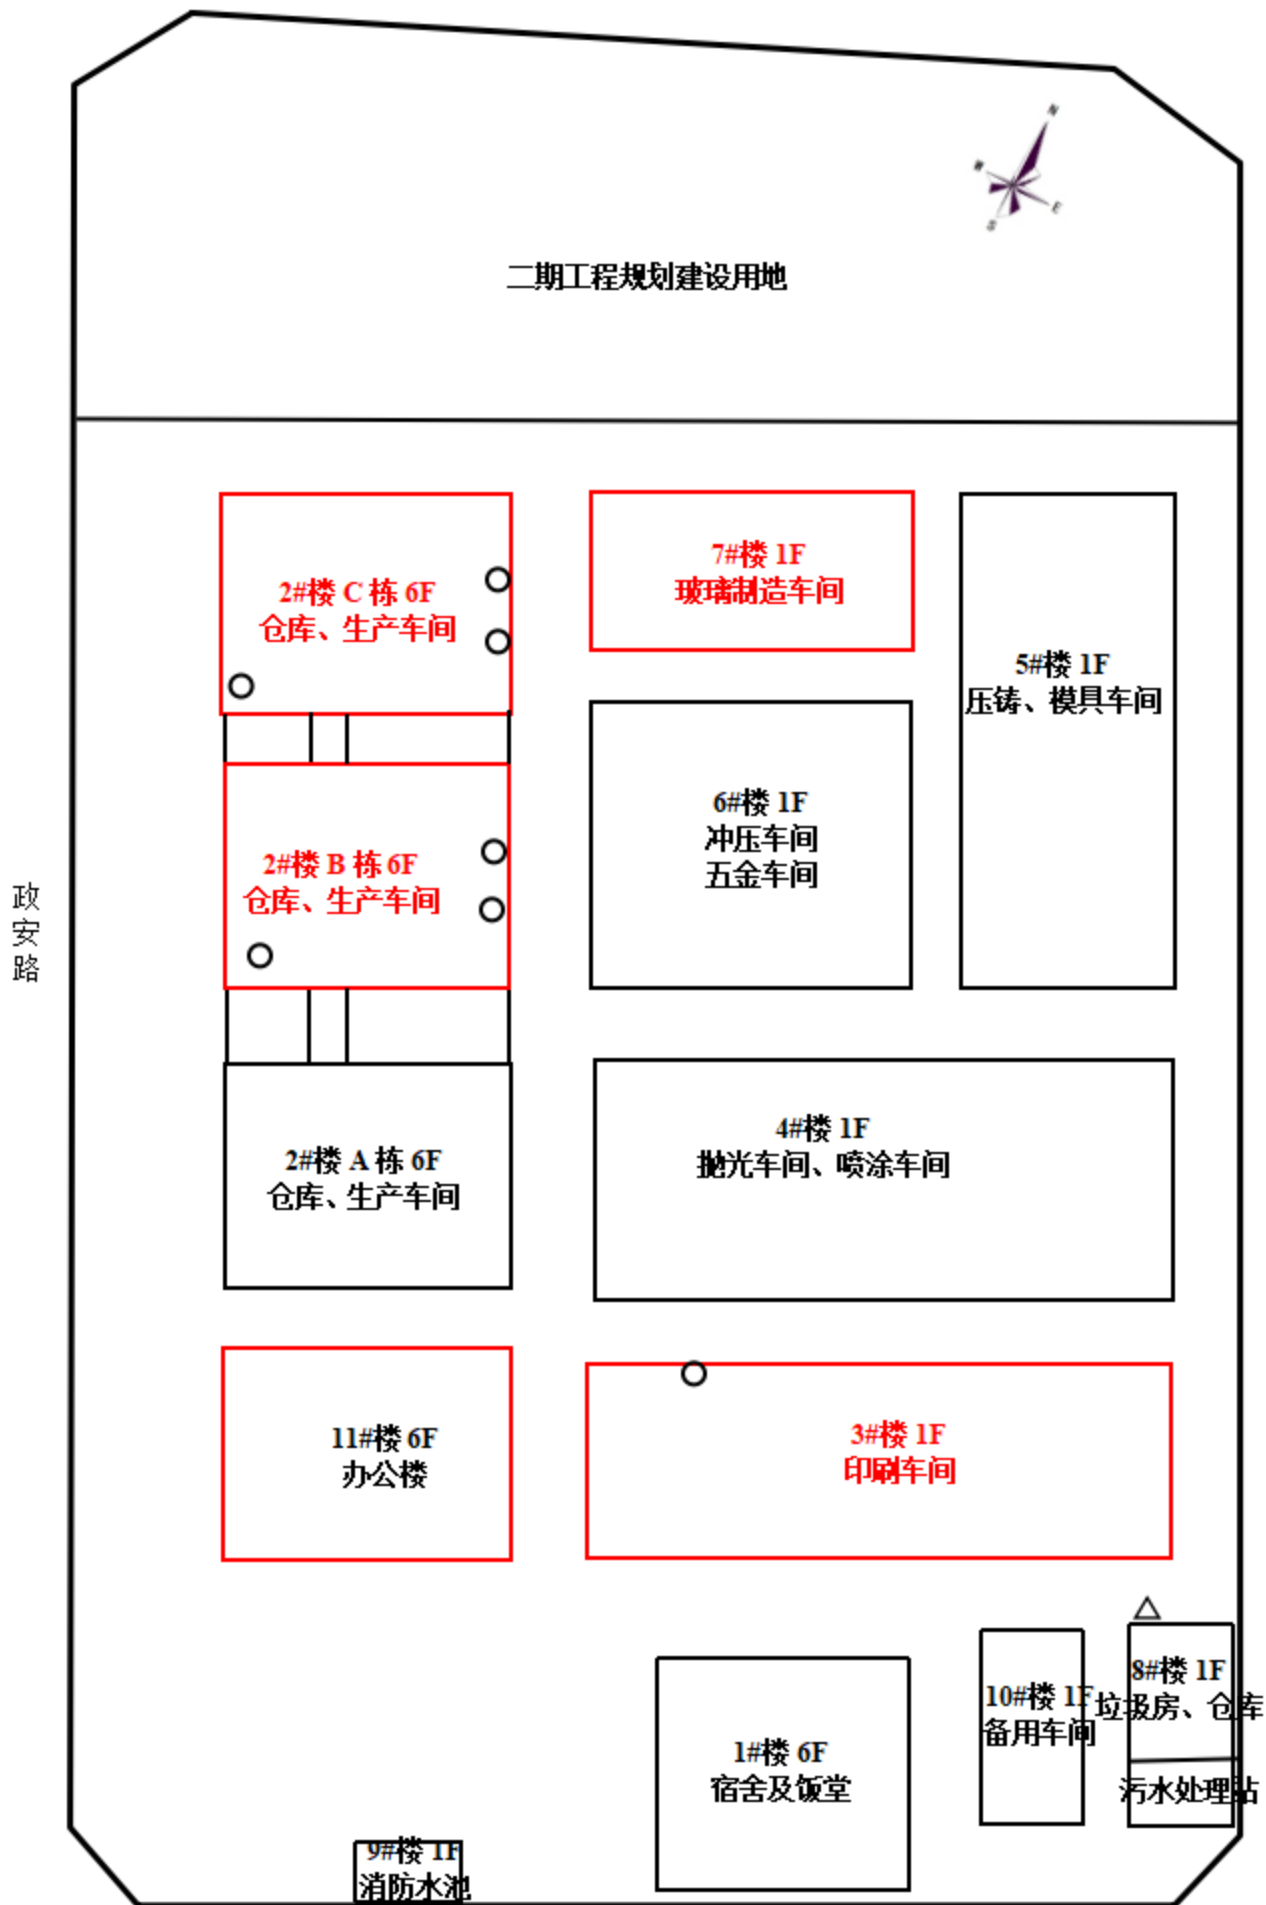 N
W
E
S
二期工程规划建设用地
2#楼 C 栋 6F
仓库、生产车间
7#楼 1F
玻璃制造车间
5#楼 1F
压铸、模具车间
6#楼 1F
冲压车间
五金车间
2#楼 B 栋 6F
仓库、生产车间
政
安
路
2#楼 A 栋 6F
仓库、生产车间
4#楼 1F
抛光车间、喷涂车间
11#楼 6F
办公楼
3#楼 1F
印刷车间
8#楼 1F
垃圾房、仓库
10#楼 1F
备用车间
污水处理站
1#楼 6F
宿舍及饭堂
9#楼 1F
消防水池